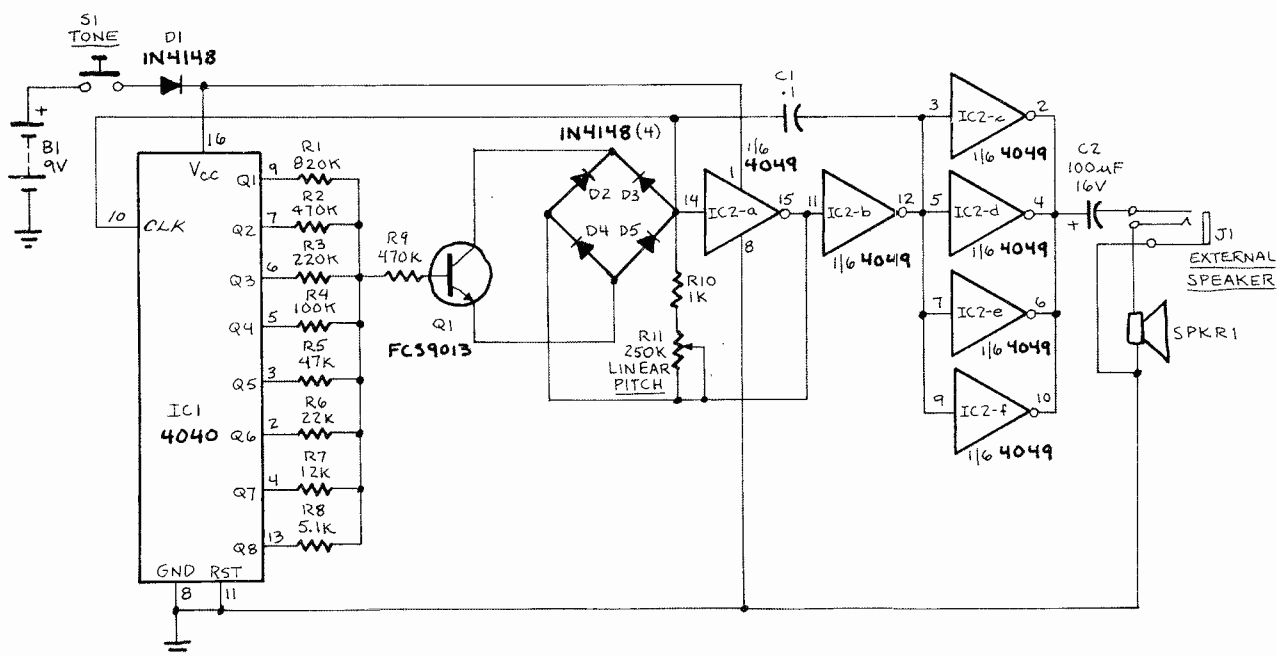 S1
TONE
D1
1N4148
+
B1
9V
16
VCC
10
CLK
IC1
4040
GND RST
8 11
Q1 9 R1
820K
Q2 7 R2
470K
Q3 6 R3
220K
Q4 5 R4
100K
Q5 3 R5
47K
Q6 2 R6
22K
Q7 4 R7
12K
Q8 13 R8
5.1K
R9
470K
Q1
FCS9013
1N4148 (4)
D2 D3
D4 D5
R10
1K
R11
250K
LINEAR
PITCH
C1
.1
1
1/6
4049
14 IC2-a 15
8
11 IC2-b 12
1/6 4049
3 IC2-c 2
1/6 4049
5 IC2-d 4
1/6 4049
7 IC2-e 6
1/6 4049
9 IC2-f 10
1/6 4049
C2
100µF
16V
+
J1
EXTERNAL
SPEAKER
SPKR1